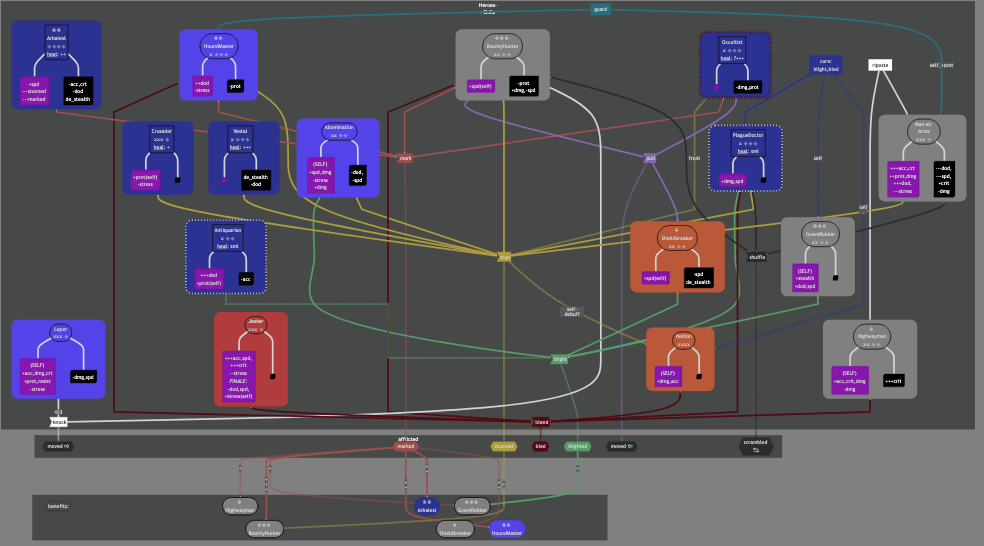 Heroes-
guard
Arbalest
heal: ++
+spd
---stunned
---marked
-acc,crt
-dod
de_stealth
HoundMaster
++dod
-stress
-prot
BountyHunter
+spd(self)
-prot
+dmg,-spd
Occultist
heal: ?+++
-dmg,prot
cure:
blight,bled
riposte
self:+prot
Crusader
heal: +
+prot(self)
-stress
Vestal
heal: +++
de_stealth
-dod
Abomination
(SELF)
+spd,dmg
-stress
+dmg
-dod,
-spd
mark
pull
front
PlagueDoctor
heal: sml
+dmg,spd
self
Man-at-
Arms
+++acc,crt
++prot,dmg
+++dod,
---stress
---dod,
---spd,
+crit
-dmg
self
Antiquarian
heal: sml
+++dod
+prot(self)
-acc
stun
ShieldBreaker
+spd(self)
-spd
de_stealth
shuffle
GraveRobber
(SELF)
+stealth
+dod,spd
self-
debuff
Leper
(SELF)
+acc,dmg,crt
+prot,resist
-stress
-dmg,spd
Jester
+++acc,spd,
+++crit
--stress
FINALE:
-dod,spd,
+stress(self)
blight
Hellion
(SELF)
+dmg,acc
Highwayman
(SELF)
+acc,crit,dmg
-dmg
+++crit
knock
bleed
moved
afflicted
marked
stunned
bled
blighted
moved
scrambled
benefits:
Highwayman
Arbalest
GraveRobber
BountyHunter
ShieldBreaker
HoundMaster